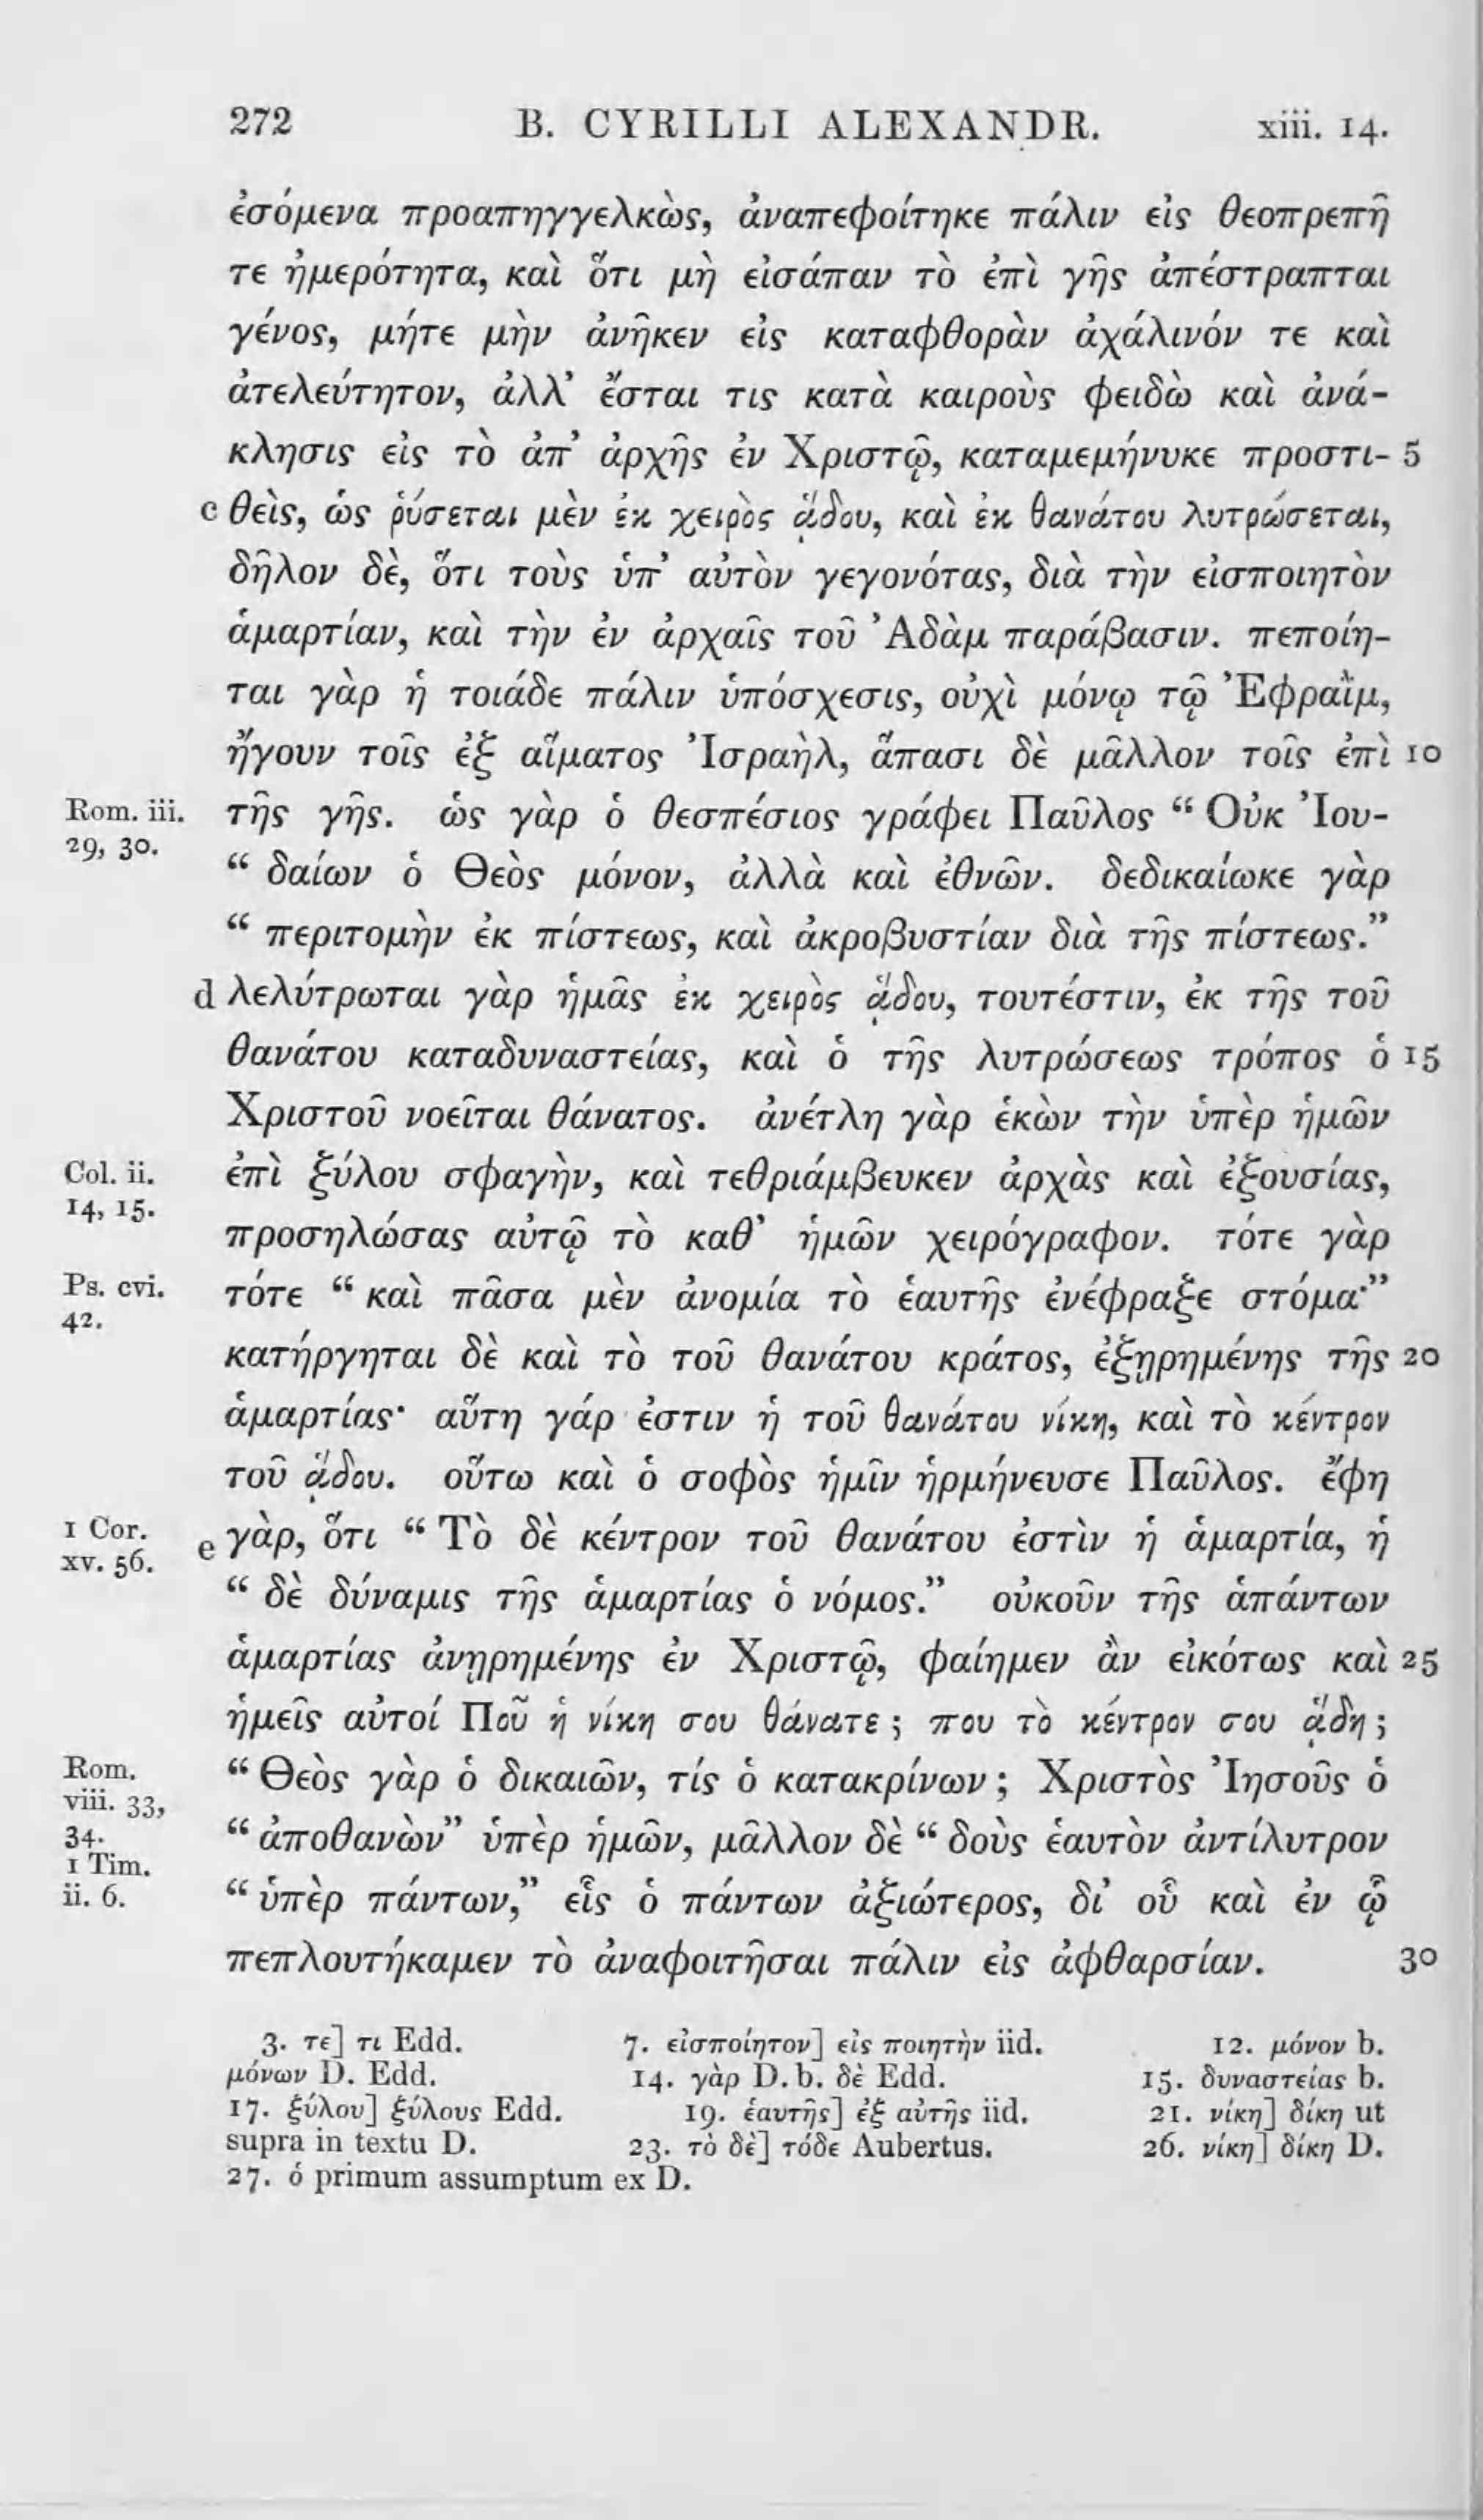 272 B. CYRILLI ALEXANDR. xiii. 14.
ἐσόμενα προαπηγγελκὼς, ἀναπεφοίτηκε πάλιν εἰς θεοπρεπῆ
τε ἡμερότητα, καὶ ὅτι μὴ εἰσάπαν τὸ ἐπὶ γῆς ἀπέστραπται
γένος, μήτε μὴν ἀνῆκεν εἰς καταφθορὰν ἀχάλινόν τε καὶ
ἀτελεύτητον, ἀλλ’ ἔσται τις κατὰ καιροὺς φειδὼ καὶ ἀνά-
κλησις εἰς τὸ ἀπ’ ἀρχῆς ἐν Χριστῷ, καταμεμήνυκε προστι- 5
c θεὶς, ὡς ῥύσεται μὲν ἐκ χειρὸς ᾅδου, καὶ ἐκ θανάτου λυτρώσεται,
δῆλον δὲ, ὅτι τοὺς ὑπ’ αὐτὸν γεγονότας, διὰ τὴν εἰσποιητὸν
ἁμαρτίαν, καὶ τὴν ἐν ἀρχαῖς τοῦ Ἀδὰμ παράβασιν. πεποίη-
ται γὰρ ἡ τοιάδε πάλιν ὑπόσχεσις, οὐχὶ μόνῳ τῷ Ἐφραῒμ,
ἤγουν τοῖς ἐξ αἵματος Ἰσραὴλ, ἅπασι δὲ μᾶλλον τοῖς ἐπὶ 10
Rom. iii. τῆς γῆς. ὡς γὰρ ὁ θεσπέσιος γράφει Παῦλος “ Οὐκ Ἰου-
29, 30. “ δαίων ὁ Θεὸς μόνον, ἀλλὰ καὶ ἐθνῶν. δεδικαίωκε γὰρ
“ περιτομὴν ἐκ πίστεως, καὶ ἀκροβυστίαν διὰ τῆς πίστεως.”
d λελύτρωται γὰρ ἡμᾶς ἐκ χειρὸς ᾅδου, τουτέστιν, ἐκ τῆς τοῦ
θανάτου καταδυναστείας, καὶ ὁ τῆς λυτρώσεως τρόπος ὁ 15
Χριστοῦ νοεῖται θάνατος. ἀνέτλη γὰρ ἑκὼν τὴν ὑπὲρ ἡμῶν
Col. ii. ἐπὶ ξύλου σφαγὴν, καὶ τεθριάμβευκεν ἀρχὰς καὶ ἐξουσίας,
14, 15. προσηλώσας αὐτῷ τὸ καθ’ ἡμῶν χειρόγραφον. τότε γὰρ
Ps. cvi. τότε “ καὶ πᾶσα μὲν ἀνομία τὸ ἑαυτῆς ἐνέφραξε στόμα·”
42. κατήργηται δὲ καὶ τὸ τοῦ θανάτου κράτος, ἐξῃρημένης τῆς 20
ἁμαρτίας· αὕτη γάρ ἐστιν ἡ τοῦ θανάτου νίκη, καὶ τὸ κέντρον
τοῦ ᾅδου. οὕτω καὶ ὁ σοφὸς ἡμῖν ἡρμήνευσε Παῦλος. ἔφη
1 Cor. e γὰρ, ὅτι “ Τὸ δὲ κέντρον τοῦ θανάτου ἐστὶν ἡ ἁμαρτία, ἡ
xv. 56. “ δὲ δύναμις τῆς ἁμαρτίας ὁ νόμος.” οὐκοῦν τῆς ἁπάντων
ἁμαρτίας ἀνῃρημένης ἐν Χριστῷ, φαίημεν ἂν εἰκότως καὶ 25
ἡμεῖς αὐτοί Ποῦ ἡ νίκη σου θάνατε ; που τὸ κέντρον σου ᾅδη ;
Rom. “ Θεὸς γὰρ ὁ δικαιῶν, τίς ὁ κατακρίνων ; Χριστὸς Ἰησοῦς ὁ
viii. 33,
34. “ ἀποθανὼν” ὑπὲρ ἡμῶν, μᾶλλον δὲ “ δοὺς ἑαυτὸν ἀντίλυτρον
1 Tim.
ii. 6. “ ὑπὲρ πάντων,” εἷς ὁ πάντων ἀξιώτερος, δι’ οὗ καὶ ἐν ᾧ
πεπλουτήκαμεν τὸ ἀναφοιτῆσαι πάλιν εἰς ἀφθαρσίαν. 30
3. τε] τι Edd. 7. εἰσποίητον] εἰς ποιητὴν iid. 12. μόνον b.
μόνων D. Edd. 14. γὰρ D. b. δὲ Edd. 15. δυναστείας b.
17. ξύλου] ξύλους Edd. 19. ἑαυτῆς] ἐξ αὐτῆς iid. 21. νίκη] δίκη ut
supra in textu D. 23. τὸ δὲ] τόδε Aubertus. 26. νίκη] δίκη D.
27. ὁ primum assumptum ex D.